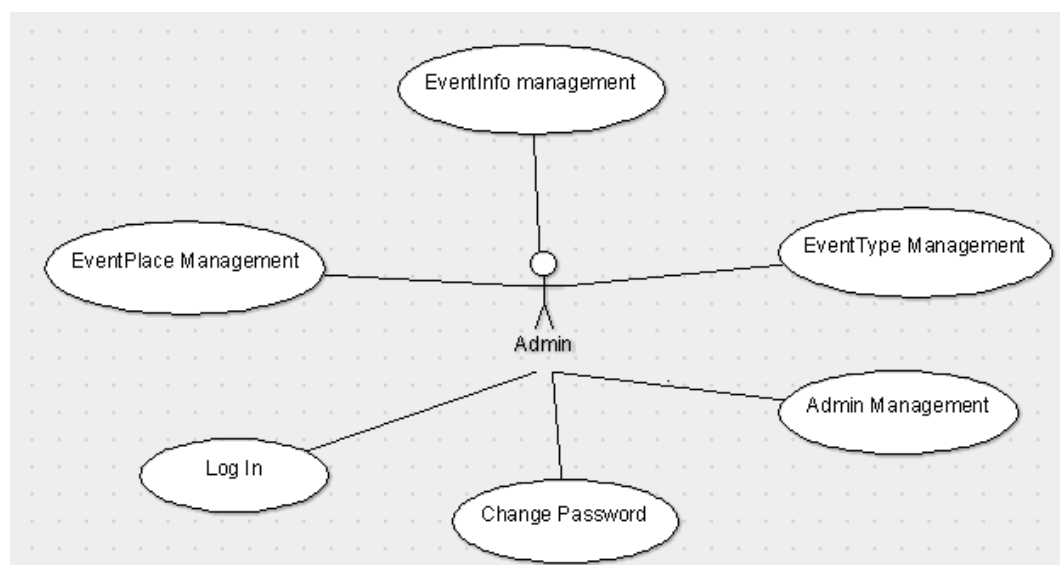 EventInfo management
EventPlace Management
EventType Management
Admin
Admin Management
Log In
Change Password